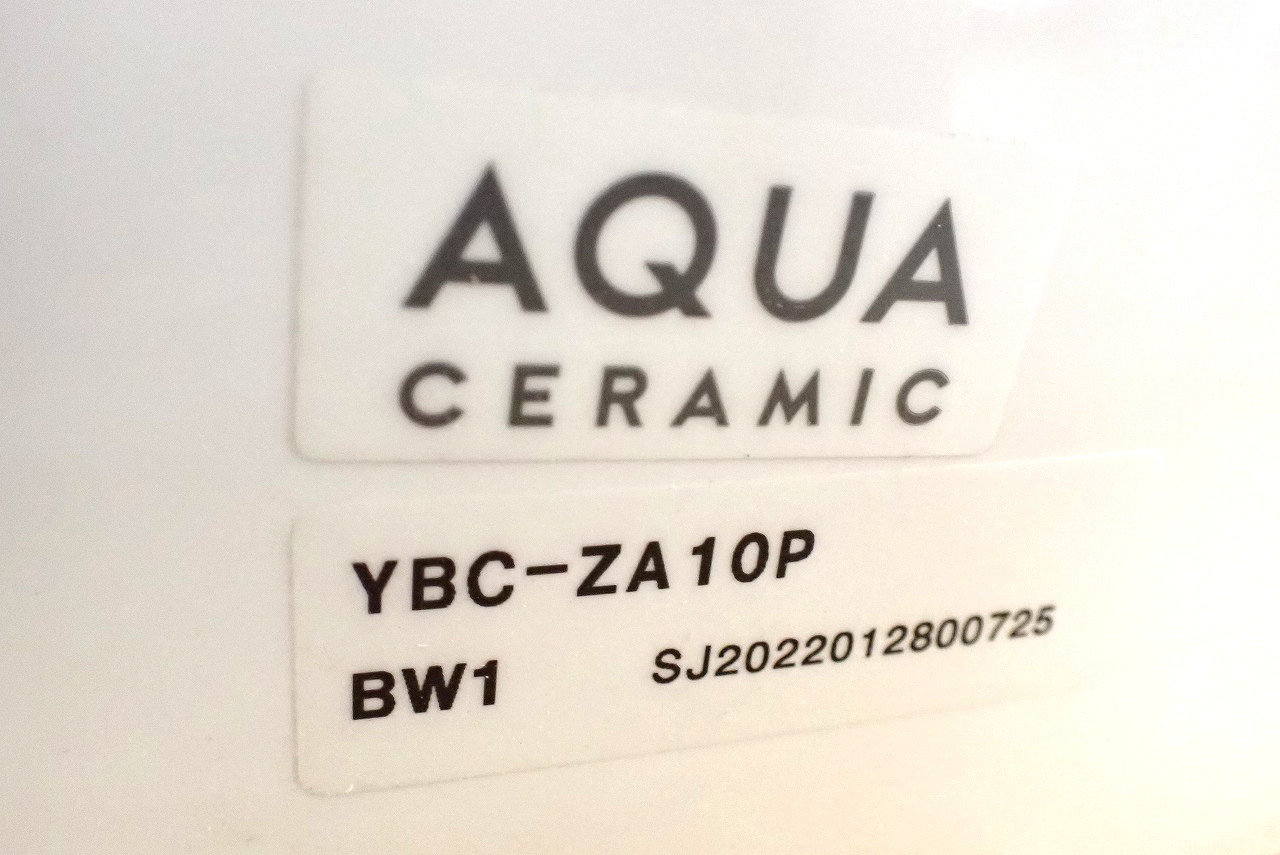 AQUA
CERAMIC
YBC-ZA10P
BW1 SJ2022012800725